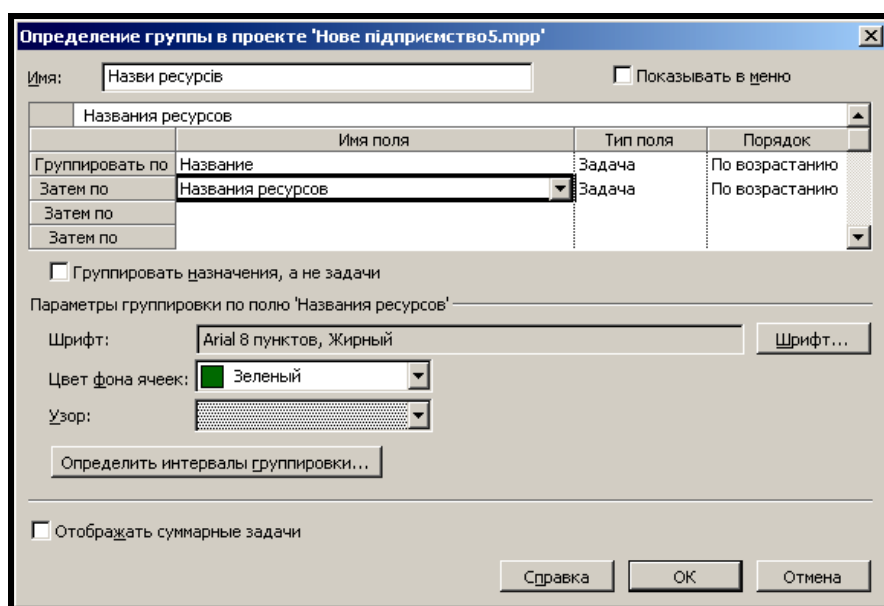 Определение группы в проекте 'Нове підприємство5.mpp'
Имя: Назви ресурсів Показывать в меню
Названия ресурсов
Имя поля Тип поля Порядок
Группировать по Название Задача По возрастанию
Затем по Названия ресурсов Задача По возрастанию
Затем по
Затем по
Группировать назначения, а не задачи
Параметры группировки по полю 'Названия ресурсов'
Шрифт: Arial 8 пунктов, Жирный Шрифт...
Цвет фона ячеек: Зеленый
Узор:
Определить интервалы группировки...
Отображать суммарные задачи
Справка ОК Отмена